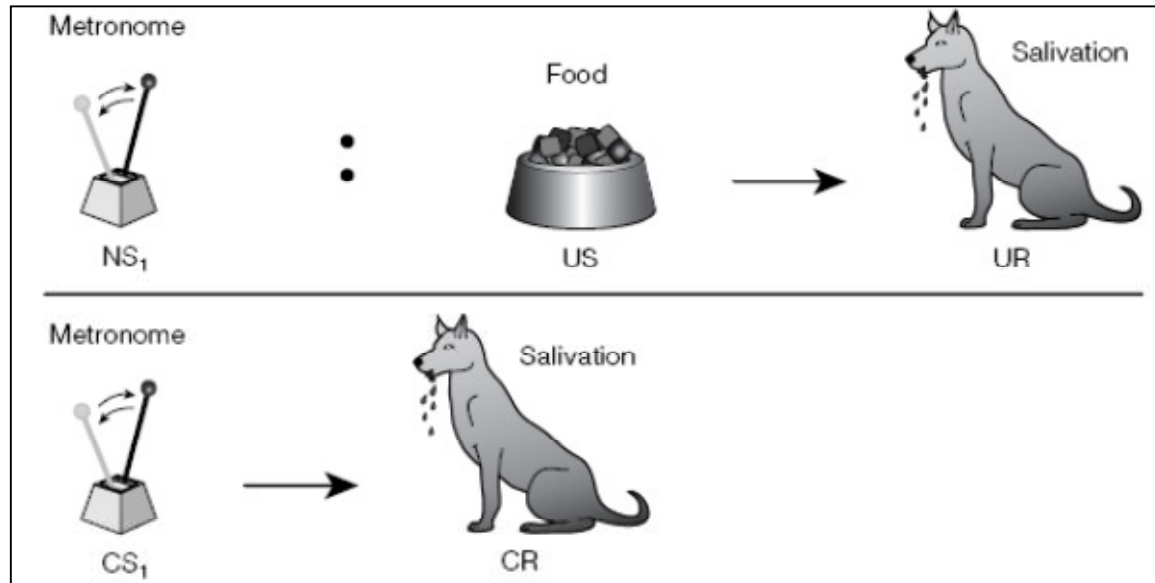 Metronome
Food
Salivation
:
NS₁
US
UR
Metronome
Salivation
CS₁
CR